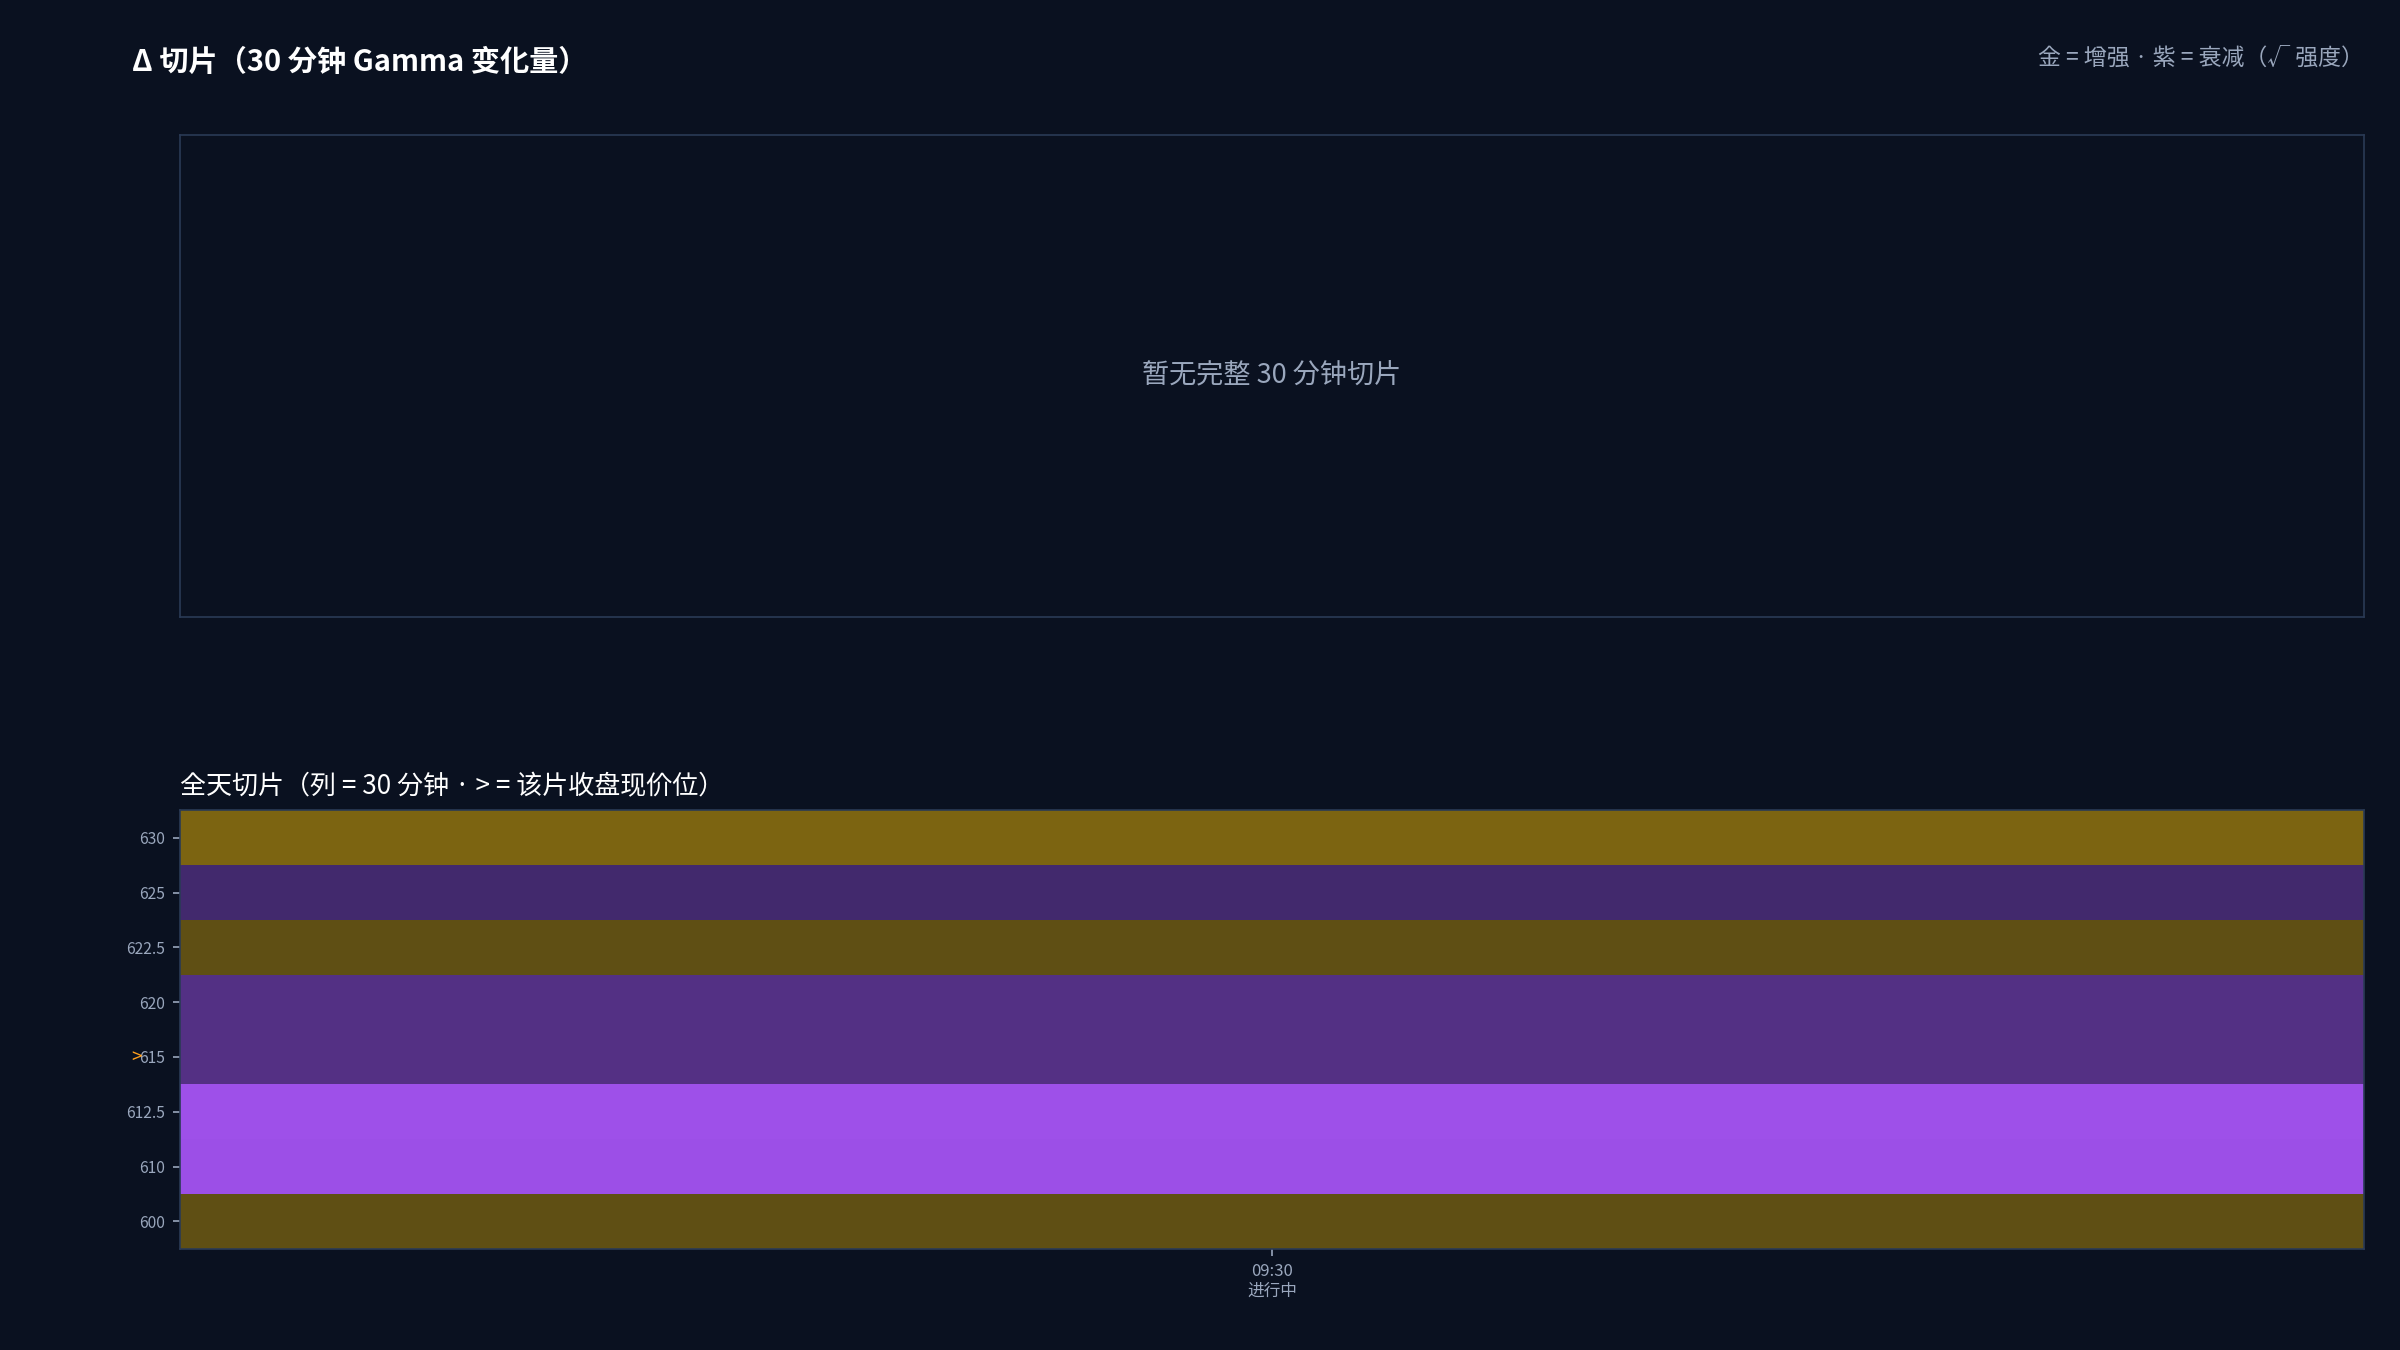 Δ 切片（30 分钟 Gamma 变化量）
金 = 增强 · 紫 = 衰减（√ 强度）
暂无完整 30 分钟切片
全天切片（列 = 30 分钟 · > = 该片收盘现价位）
630
625
622.5
620
>615
612.5
610
600
09:30
进行中